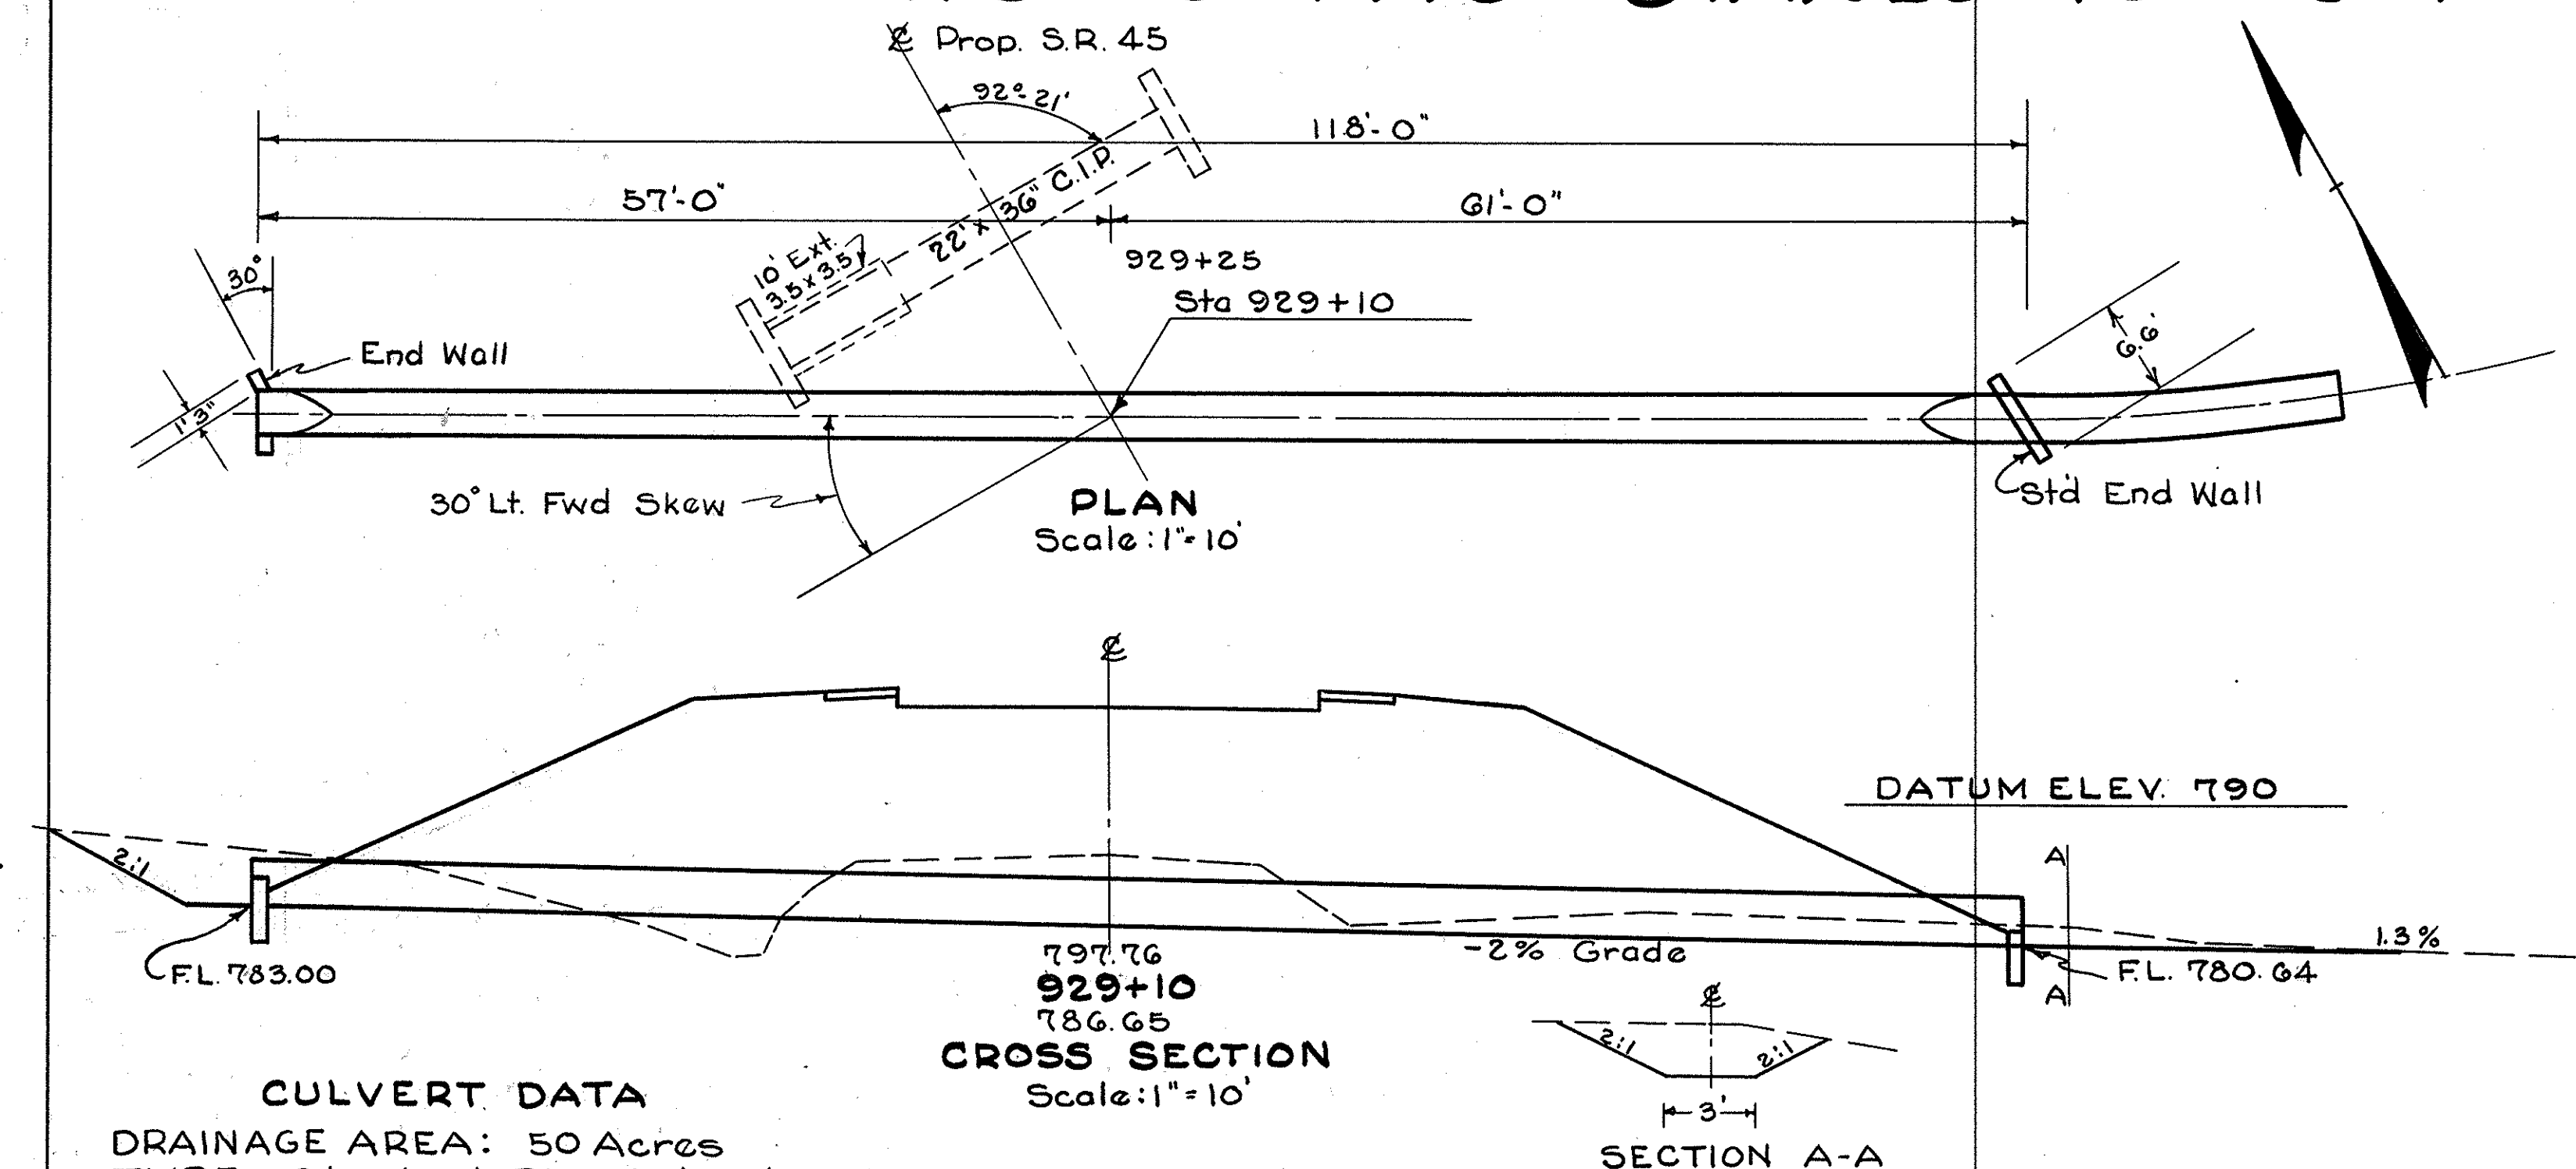 ℄ Prop. S.R. 45
92°-21'
118'-0"
57'-0"
61'-0"
22' x 36" C.I.P.
10' Ext.
3.5 x 3.5
929+25
Sta 929+10
30°
End Wall
1' 3"
6.6'
30° Lt. Fwd Skew
Std End Wall
PLAN
Scale: 1"=10'
℄
DATUM ELEV. 790
2:1
A
F.L. 783.00
797.76
929+10
786.65
-2% Grade
1.3%
F.L. 780.64
A
CROSS SECTION
Scale: 1"=10'
℄
2:1
2:1
3'
SECTION A-A
CULVERT DATA
DRAINAGE AREA: 50 Acres